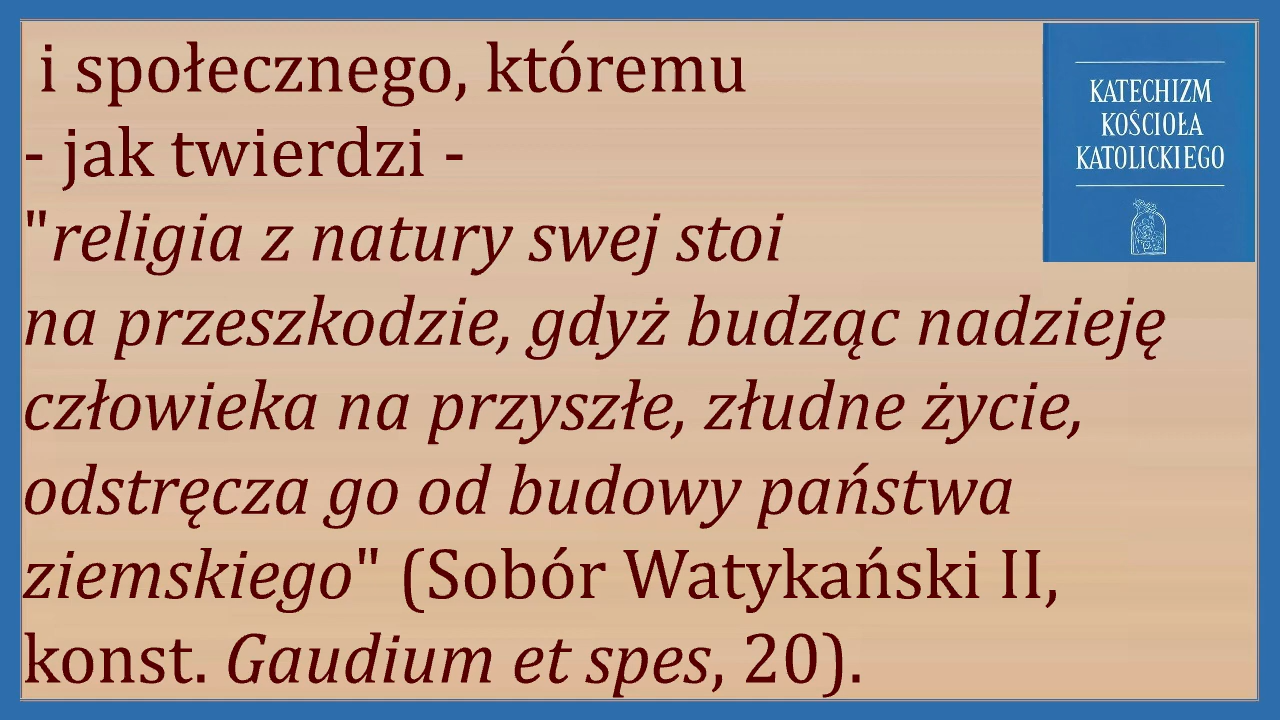 i społecznego, któremu
- jak twierdzi -
"religia z natury swej stoi
na przeszkodzie, gdyż budząc nadzieję
człowieka na przyszłe, złudne życie,
odstręcza go od budowy państwa
ziemskiego" (Sobór Watykański II,
konst. Gaudium et spes, 20).
KATECHIZM
KOŚCIOŁA
KATOLICKIEGO